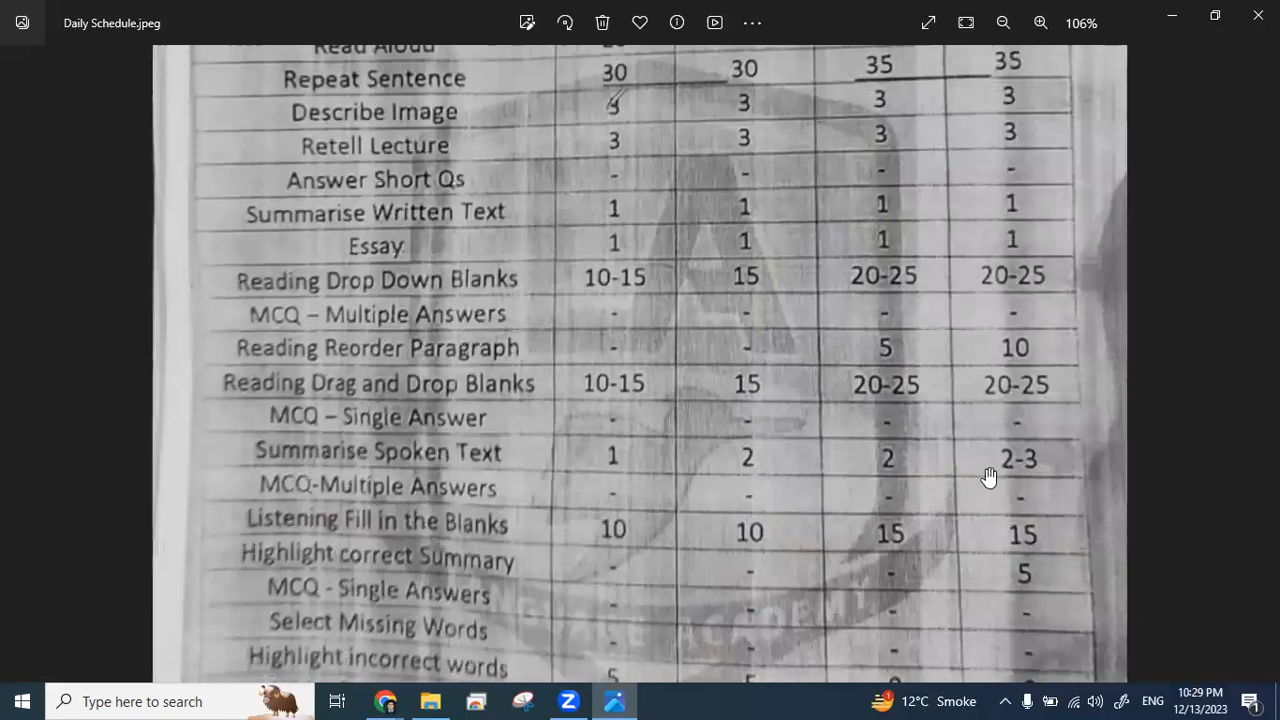 Daily Schedule.jpeg
106%
Read Aloud
Repeat Sentence 30 30 35 35
Describe Image 3 3 3 3
Retell Lecture 3 3 3 3
Answer Short Qs - - - -
Summarise Written Text 1 1 1 1
Essay 1 1 1 1
Reading Drop Down Blanks 10-15 15 20-25 20-25
MCQ – Multiple Answers - - - -
Reading Reorder Paragraph - - 5 10
Reading Drag and Drop Blanks 10-15 15 20-25 20-25
MCQ – Single Answer - - - -
Summarise Spoken Text 1 2 2 2-3
MCQ-Multiple Answers - - - -
Listening Fill in the Blanks 10 10 15 15
Highlight correct Summary - - - 5
MCQ - Single Answers - - - -
Select Missing Words - - - -
Highlight incorrect words 5 5
ACADEM
Type here to search
12°C Smoke
ENG
10:29 PM
12/13/2023
1